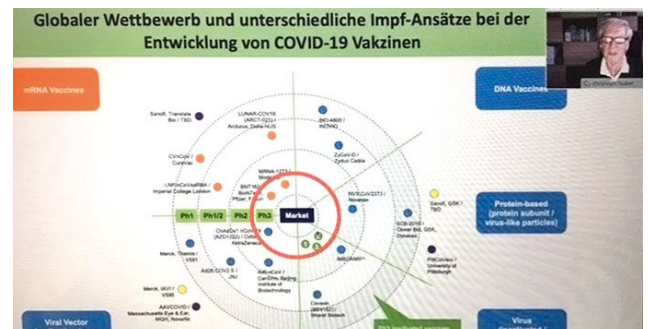 Globaler Wettbewerb und unterschiedliche Impf-Ansätze bei der
Entwicklung von COVID-19 Vakzinen
mRNA Vaccines
DNA Vaccines
Protein-based
(protein subunit /
virus-like particles)
Viral Vector
Virus
Sanofi, Translate
Bio / TBD
LUNAR-COV19
(ARCT-021) /
Arcturus, Duke-NUS
INO-4800 /
INOVIO
ZyCoV-D /
Zydus Cadila
CVnCoV /
CureVac
LNP-nCoVsaRNA /
Imperial College London
mRNA-1273 /
BNT162
BioNTech,
NVX-CoV2373 /
Novavax
Sanofi, GSK /
TBD
SCB-2019 /
Clover Bio, GSK,
Dynavax
Ph1
Ph1/2
Ph2
Ph3
Market
ChAdOx1 nCoV-19
(AZD1222) /
AstraZeneca
Merck, Themis /
V591
Ad26.COV2.S /
J&J
Ad5-nCoV /
CanSino, Beijing
Institute of
Biotechnology
PittCoVacc /
University of
Pittsburgh
Merck, IAVI /
V590
AAVCOVID /
Massachusetts Eye & Ear,
MGH, Novartis
Covaxin
(BBV152) /
Bharat Biotech